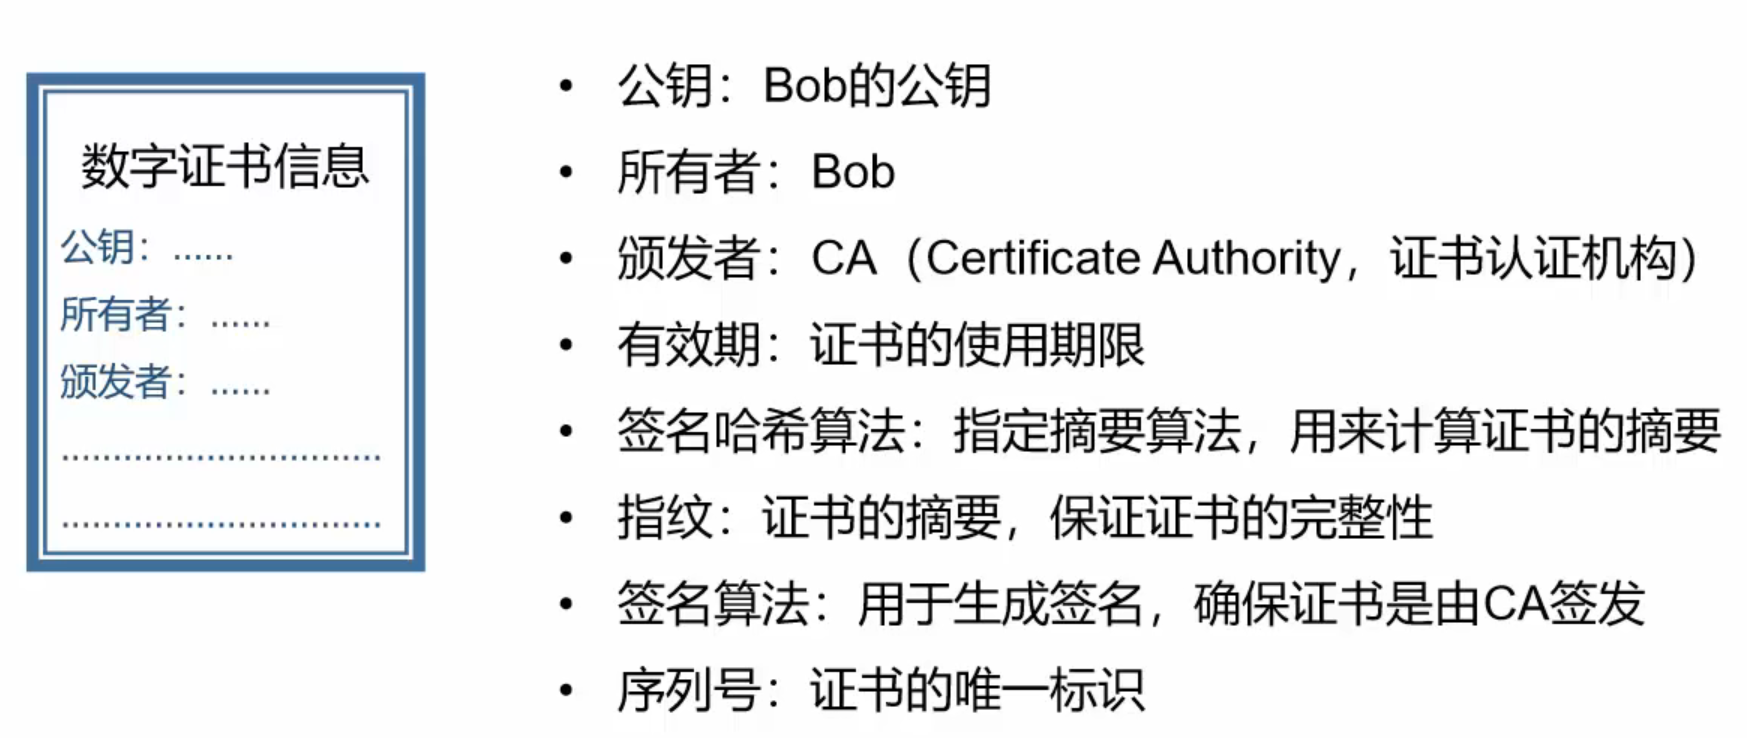 数字证书信息
公钥：......
所有者：......
颁发者：......
................................
................................
• 公钥：Bob的公钥
• 所有者：Bob
• 颁发者：CA（Certificate Authority，证书认证机构）
• 有效期：证书的使用期限
• 签名哈希算法：指定摘要算法，用来计算证书的摘要
• 指纹：证书的摘要，保证证书的完整性
• 签名算法：用于生成签名，确保证书是由CA签发
• 序列号：证书的唯一标识